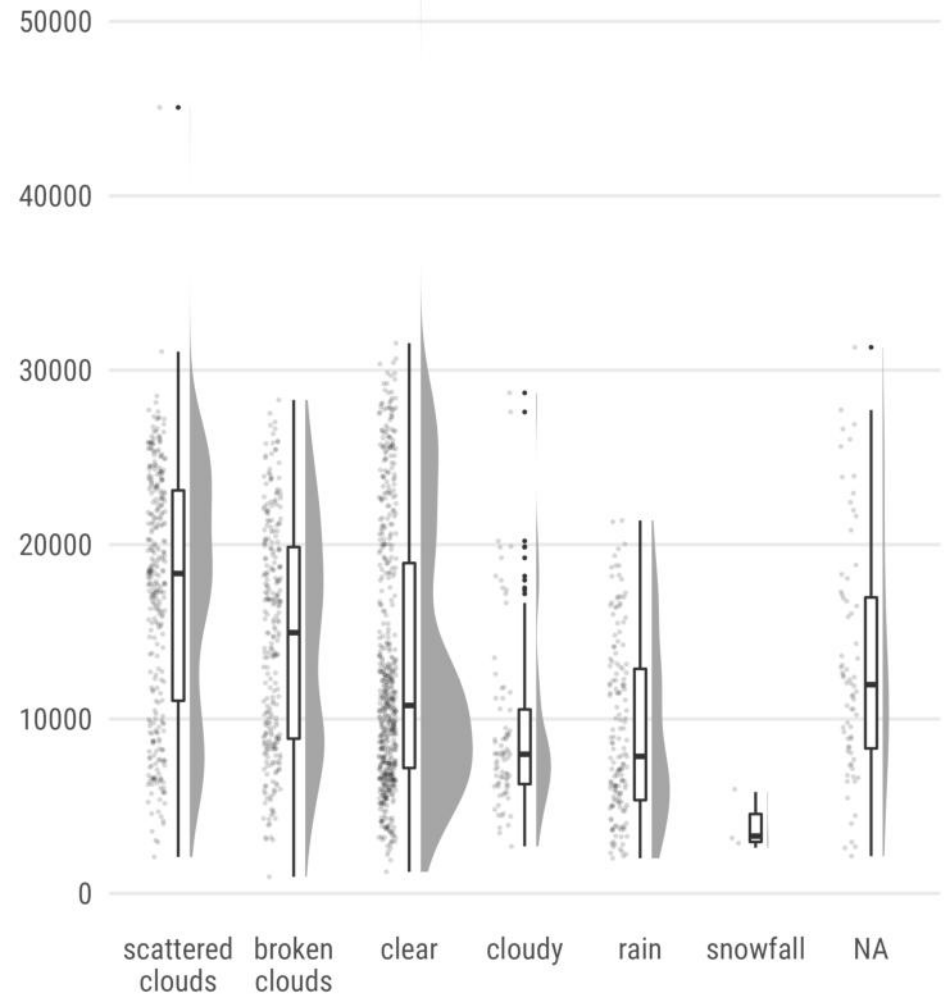 50000
40000
30000
20000
10000
0
scattered clouds
broken clouds
clear
cloudy
rain
snowfall
NA